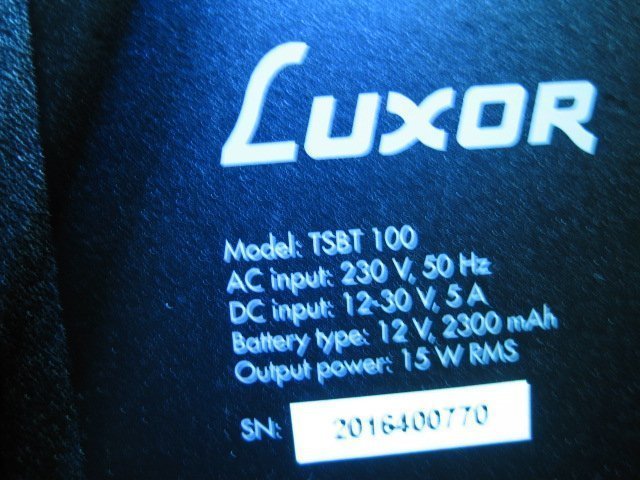 LUXOR
Model: TSBT 100
AC input: 230 V, 50 Hz
DC input: 12-30 V, 5 A
Battery type: 12 V, 2300 mAh
Output power: 15 W RMS
SN: 2016400770